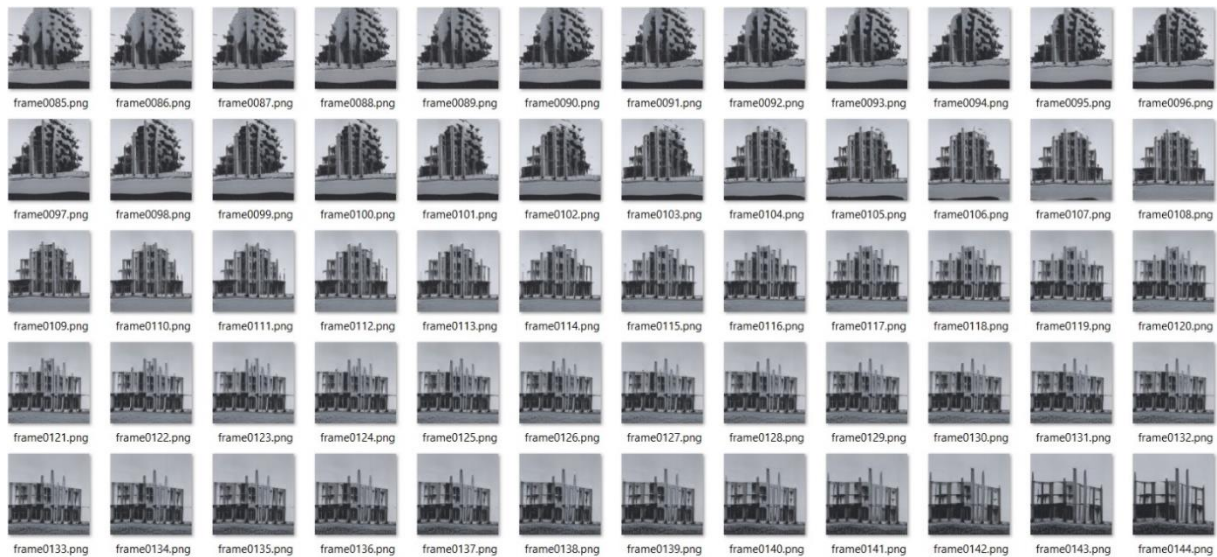 frame0085.png frame0086.png frame0087.png frame0088.png frame0089.png frame0090.png frame0091.png frame0092.png frame0093.png frame0094.png frame0095.png frame0096.png
frame0097.png frame0098.png frame0099.png frame0100.png frame0101.png frame0102.png frame0103.png frame0104.png frame0105.png frame0106.png frame0107.png frame0108.png
frame0109.png frame0110.png frame0111.png frame0112.png frame0113.png frame0114.png frame0115.png frame0116.png frame0117.png frame0118.png frame0119.png frame0120.png
frame0121.png frame0122.png frame0123.png frame0124.png frame0125.png frame0126.png frame0127.png frame0128.png frame0129.png frame0130.png frame0131.png frame0132.png
frame0133.png frame0134.png frame0135.png frame0136.png frame0137.png frame0138.png frame0139.png frame0140.png frame0141.png frame0142.png frame0143.png frame0144.png